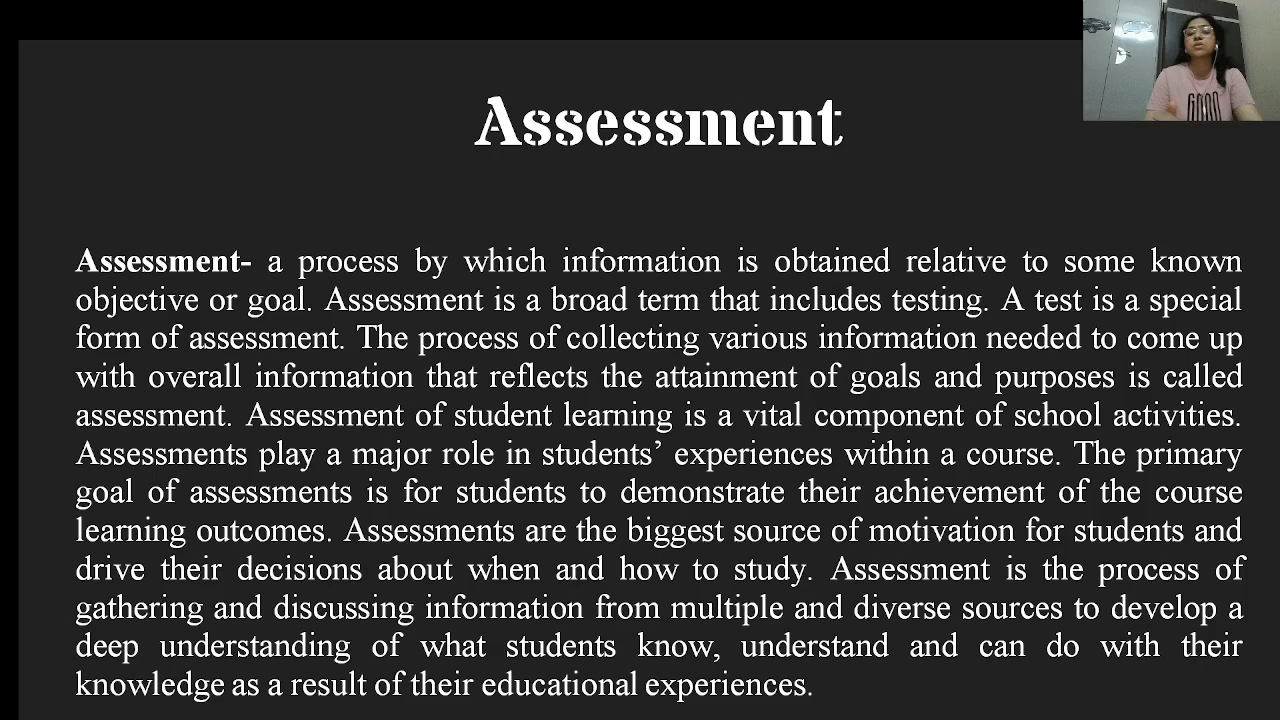 Assessment
Assessment- a process by which information is obtained relative to some known
objective or goal. Assessment is a broad term that includes testing. A test is a special
form of assessment. The process of collecting various information needed to come up
with overall information that reflects the attainment of goals and purposes is called
assessment. Assessment of student learning is a vital component of school activities.
Assessments play a major role in students’ experiences within a course. The primary
goal of assessments is for students to demonstrate their achievement of the course
learning outcomes. Assessments are the biggest source of motivation for students and
drive their decisions about when and how to study. Assessment is the process of
gathering and discussing information from multiple and diverse sources to develop a
deep understanding of what students know, understand and can do with their
knowledge as a result of their educational experiences.